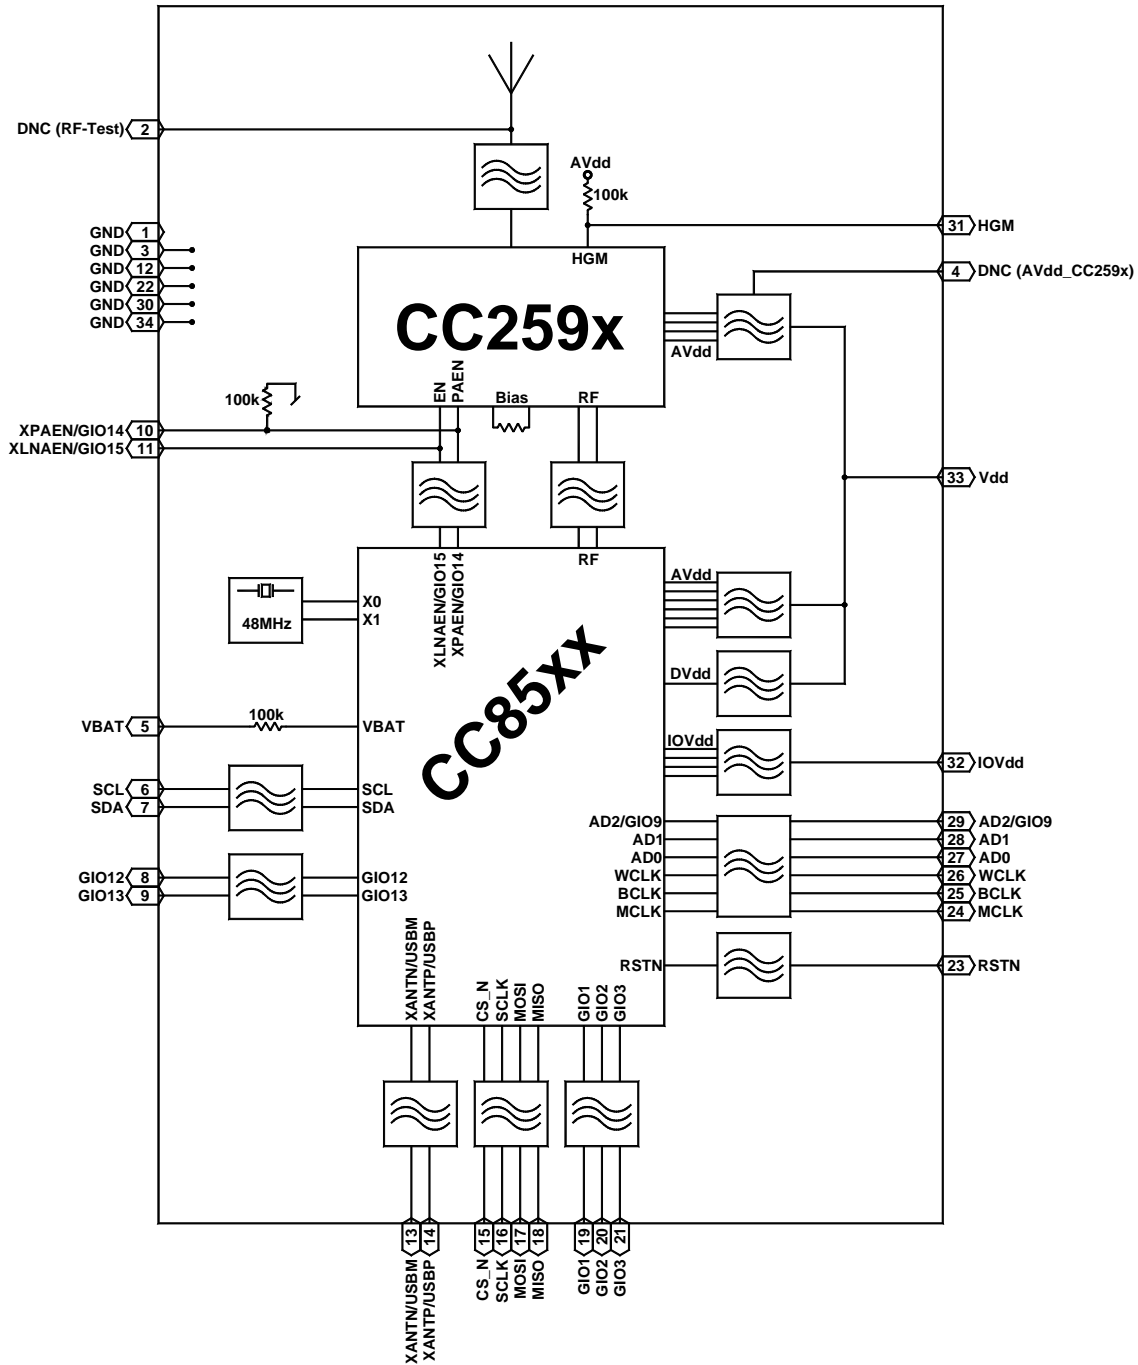 DNC (RF-Test) 2
AVdd
100k
31 HGM
GND 1
GND 3
GND 12
GND 22
GND 30
GND 34
HGM
4 DNC (AVdd_CC259x)
CC259x
AVdd
EN
PAEN
Bias
RF
100k
XPAEN/GIO14 10
XLNAEN/GIO15 11
33 Vdd
XLNAEN/GIO15
XPAEN/GIO14
RF
AVdd
48MHz
X0
X1
CC85xx
DVdd
VBAT 5
100k
VBAT
IOVdd
32 IOVdd
SCL 6
SDA 7
SCL
SDA
AD2/GIO9
AD1
AD0
WCLK
BCLK
MCLK
29 AD2/GIO9
28 AD1
27 AD0
26 WCLK
25 BCLK
24 MCLK
GIO12 8
GIO13 9
GIO12
GIO13
RSTN
23 RSTN
XANTN/USBM
XANTP/USBP
CS_N
SCLK
MOSI
MISO
GIO1
GIO2
GIO3
13
14
15
16
17
18
19
20
21
XANTN/USBM
XANTP/USBP
CS_N
SCLK
MOSI
MISO
GIO1
GIO2
GIO3